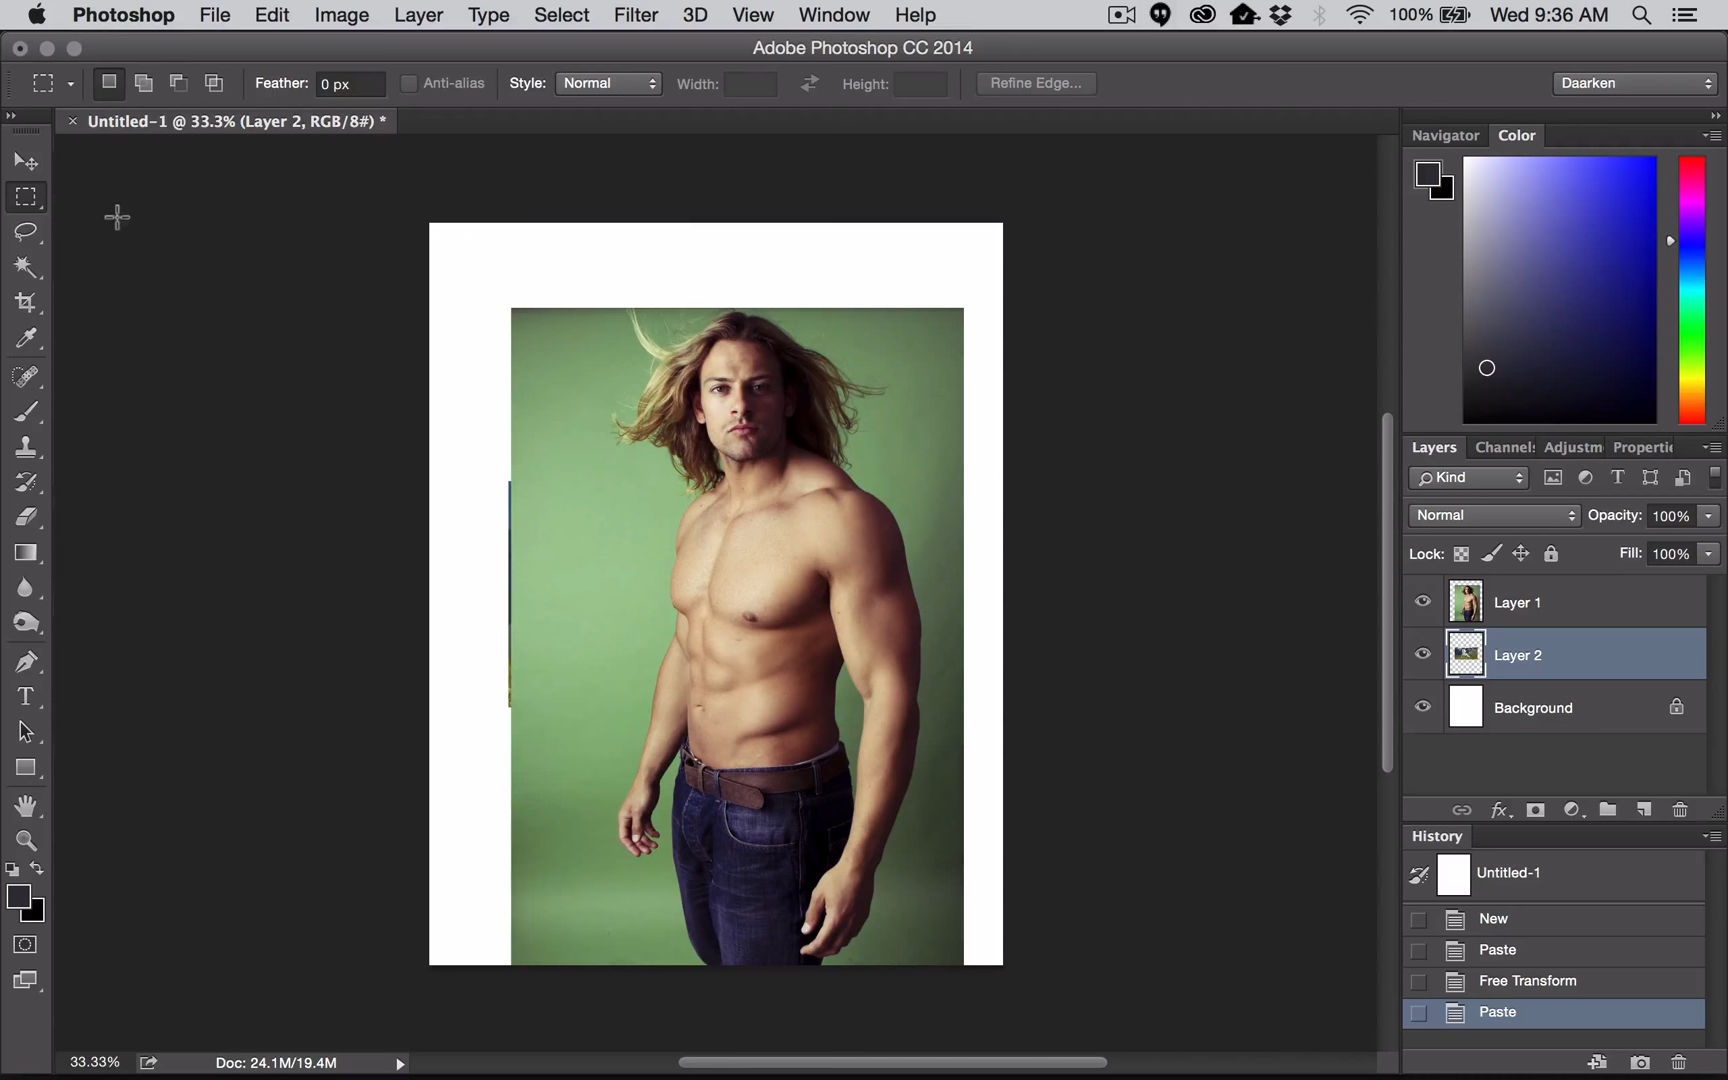 Photoshop File Edit Image Layer Type Select Filter 3D View Window Help 100% Wed 9:36 AM
Adobe Photoshop CC 2014
Feather: 0 px Anti-alias Style: Normal Width: Height: Refine Edge... Daarken
× Untitled-1 @ 33.3% (Layer 2, RGB/8#) *
Navigator Color
Layers Channels Adjustm Properti
Kind
Normal Opacity: 100%
Lock: Fill: 100%
Layer 1
Layer 2
Background
fx
History
Untitled-1
New
Paste
Free Transform
Paste
33.33% Doc: 24.1M/19.4M